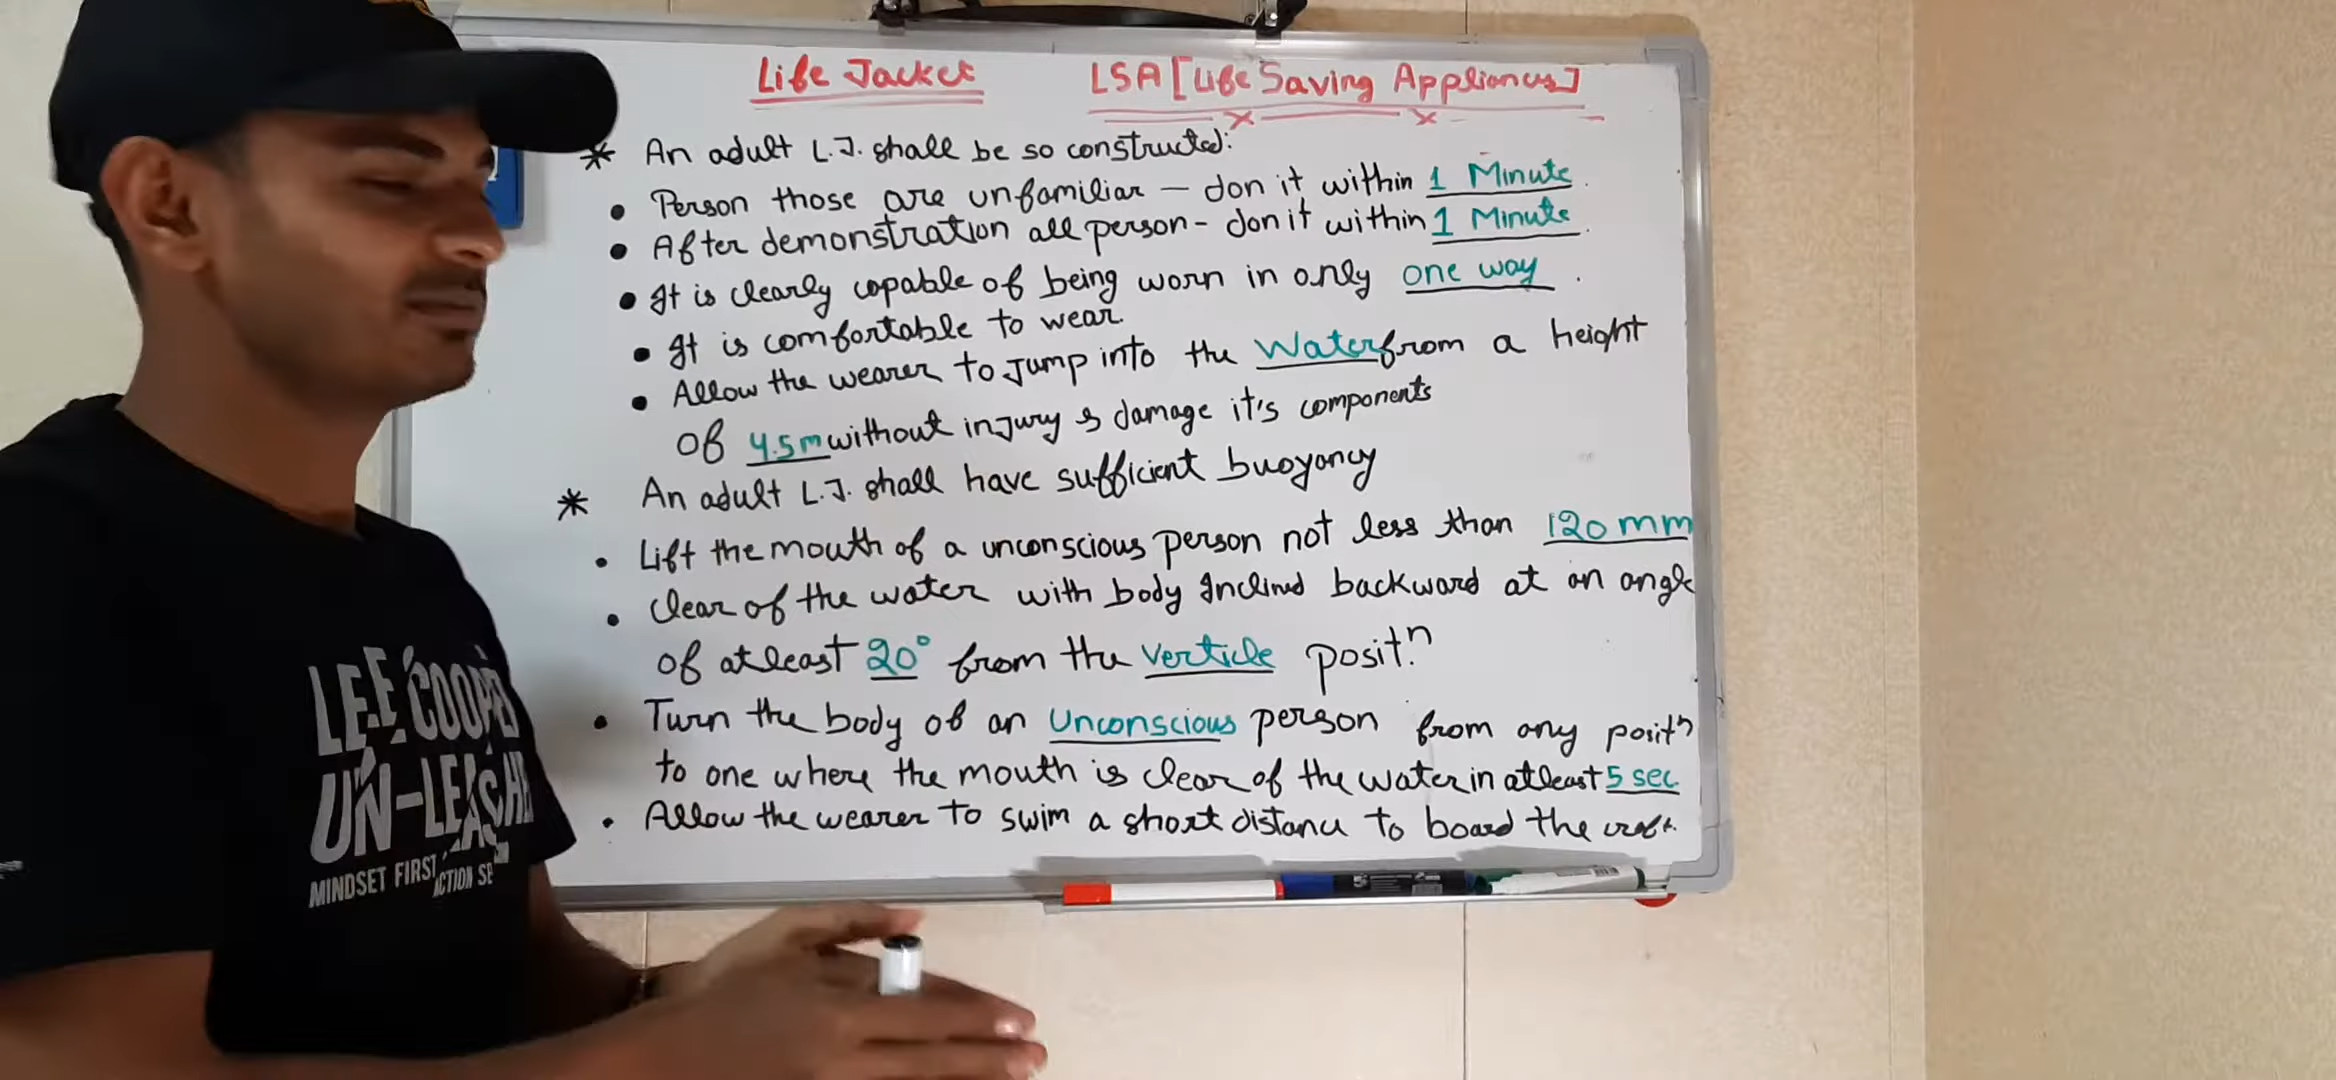 Life Jacket LSA [Life Saving Appliances]
* An adult L.J. shall be so constructed:
• Person those are unfamiliar – don it within 1 Minute.
• After demonstration all person - don it within 1 Minute.
• It is clearly capable of being worn in only one way.
• It is comfortable to wear.
• Allow the wearer to Jump into the Water from a height
of 4.5m without injury & damage it's components
* An adult L.J. shall have sufficient buoyancy
• Lift the mouth of a unconscious person not less than 120 mm
• Clear of the water with body Inclined backward at an angle
of atleast 20° from the verticle posit.n
• Turn the body of an Unconscious person from any positn
to one where the mouth is clear of the water in atleast 5 sec
• Allow the wearer to swim a short distance to board the craft.
LEE COOPER
UN-LEASHED
MINDSET FIRST
ACTION SE